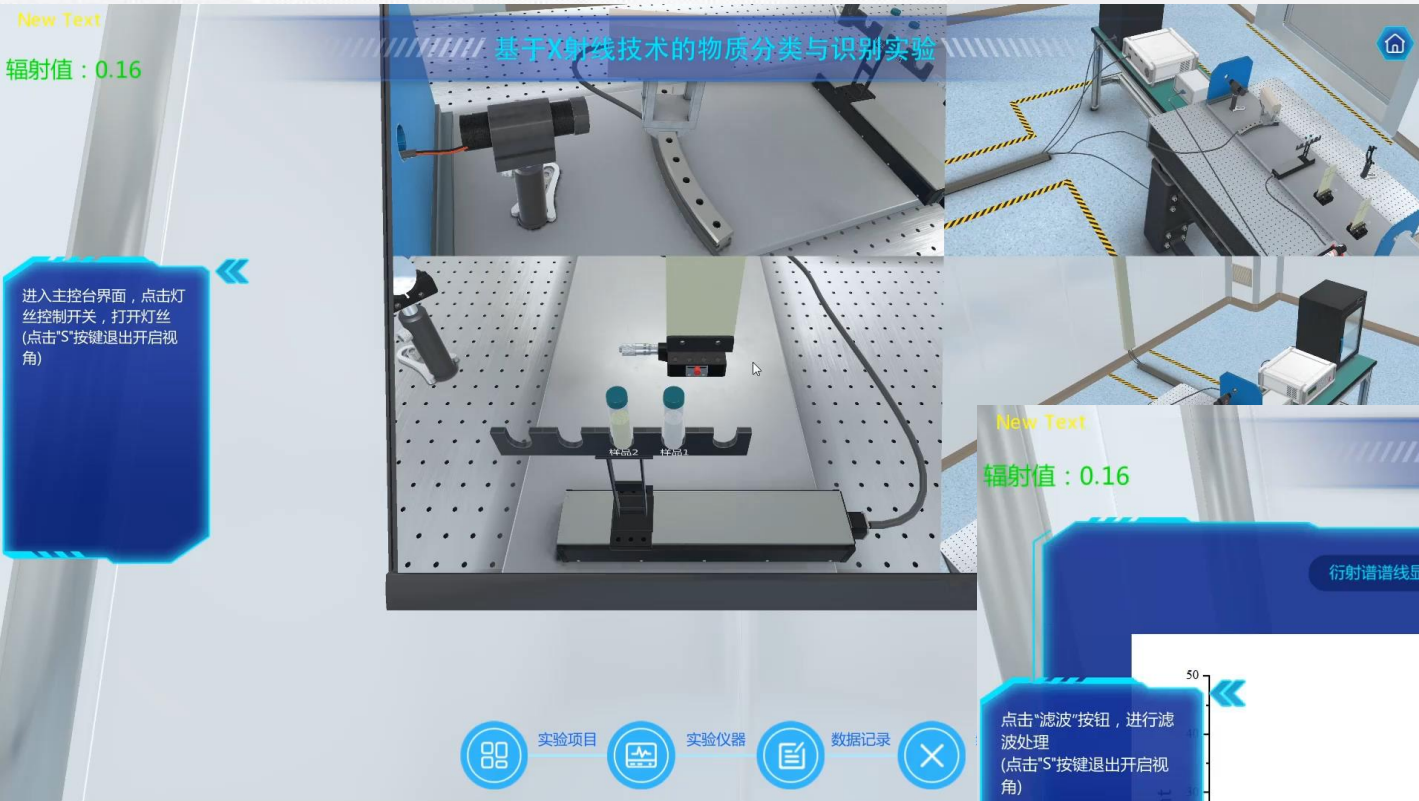 New Text
基于X射线技术的物质分类与识别实验
辐射值：0.16
进入主控台界面，点击灯
丝控制开关，打开灯丝
(点击"S"按键退出开启视
角)
样品2
样品1
New Text
辐射值：0.16
衍射谱谱线显
50
点击"滤波"按钮，进行滤
波处理
(点击"S"按键退出开启视
角)
实验项目
实验仪器
数据记录